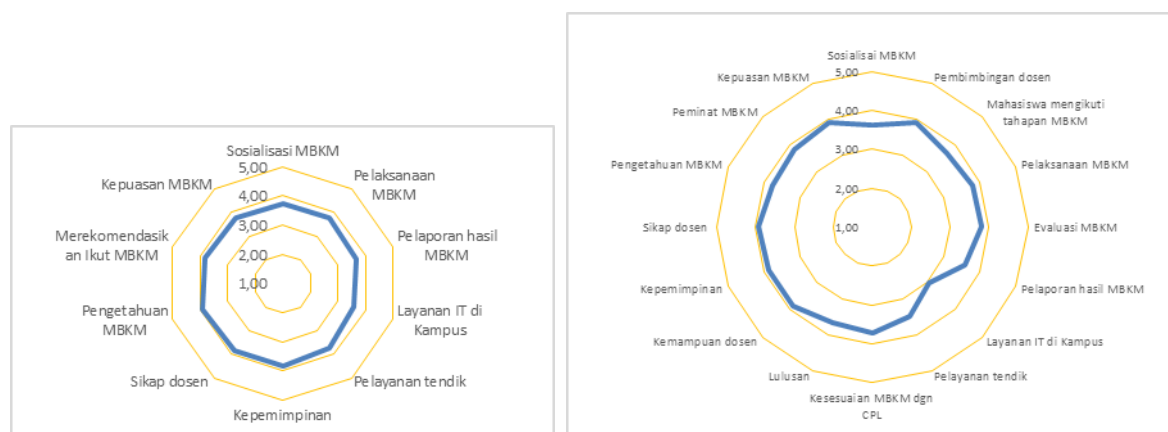 Sosialisasi MBKM
5,00
4,00
3,00
2,00
1,00
Pelaksanaan
MBKM
Pelaporan hasil
MBKM
Layanan IT di
Kampus
Pelayanan tendik
Kepemimpinan
Sikap dosen
Pengetahuan
MBKM
Merekomendasik
an Ikut MBKM
Kepuasan MBKM
Sosialisai MBKM
5,00
4,00
3,00
2,00
1,00
Pembimbingan dosen
Mahasiswa mengikuti
tahapan MBKM
Pelaksanaan MBKM
Evaluasi MBKM
Pelaporan hasil MBKM
Layanan IT di Kampus
Pelayanan tendik
Kesesuaian MBKM dgn
CPL
Lulusan
Kemampuan dosen
Kepemimpinan
Sikap dosen
Pengetahuan MBKM
Peminat MBKM
Kepuasan MBKM